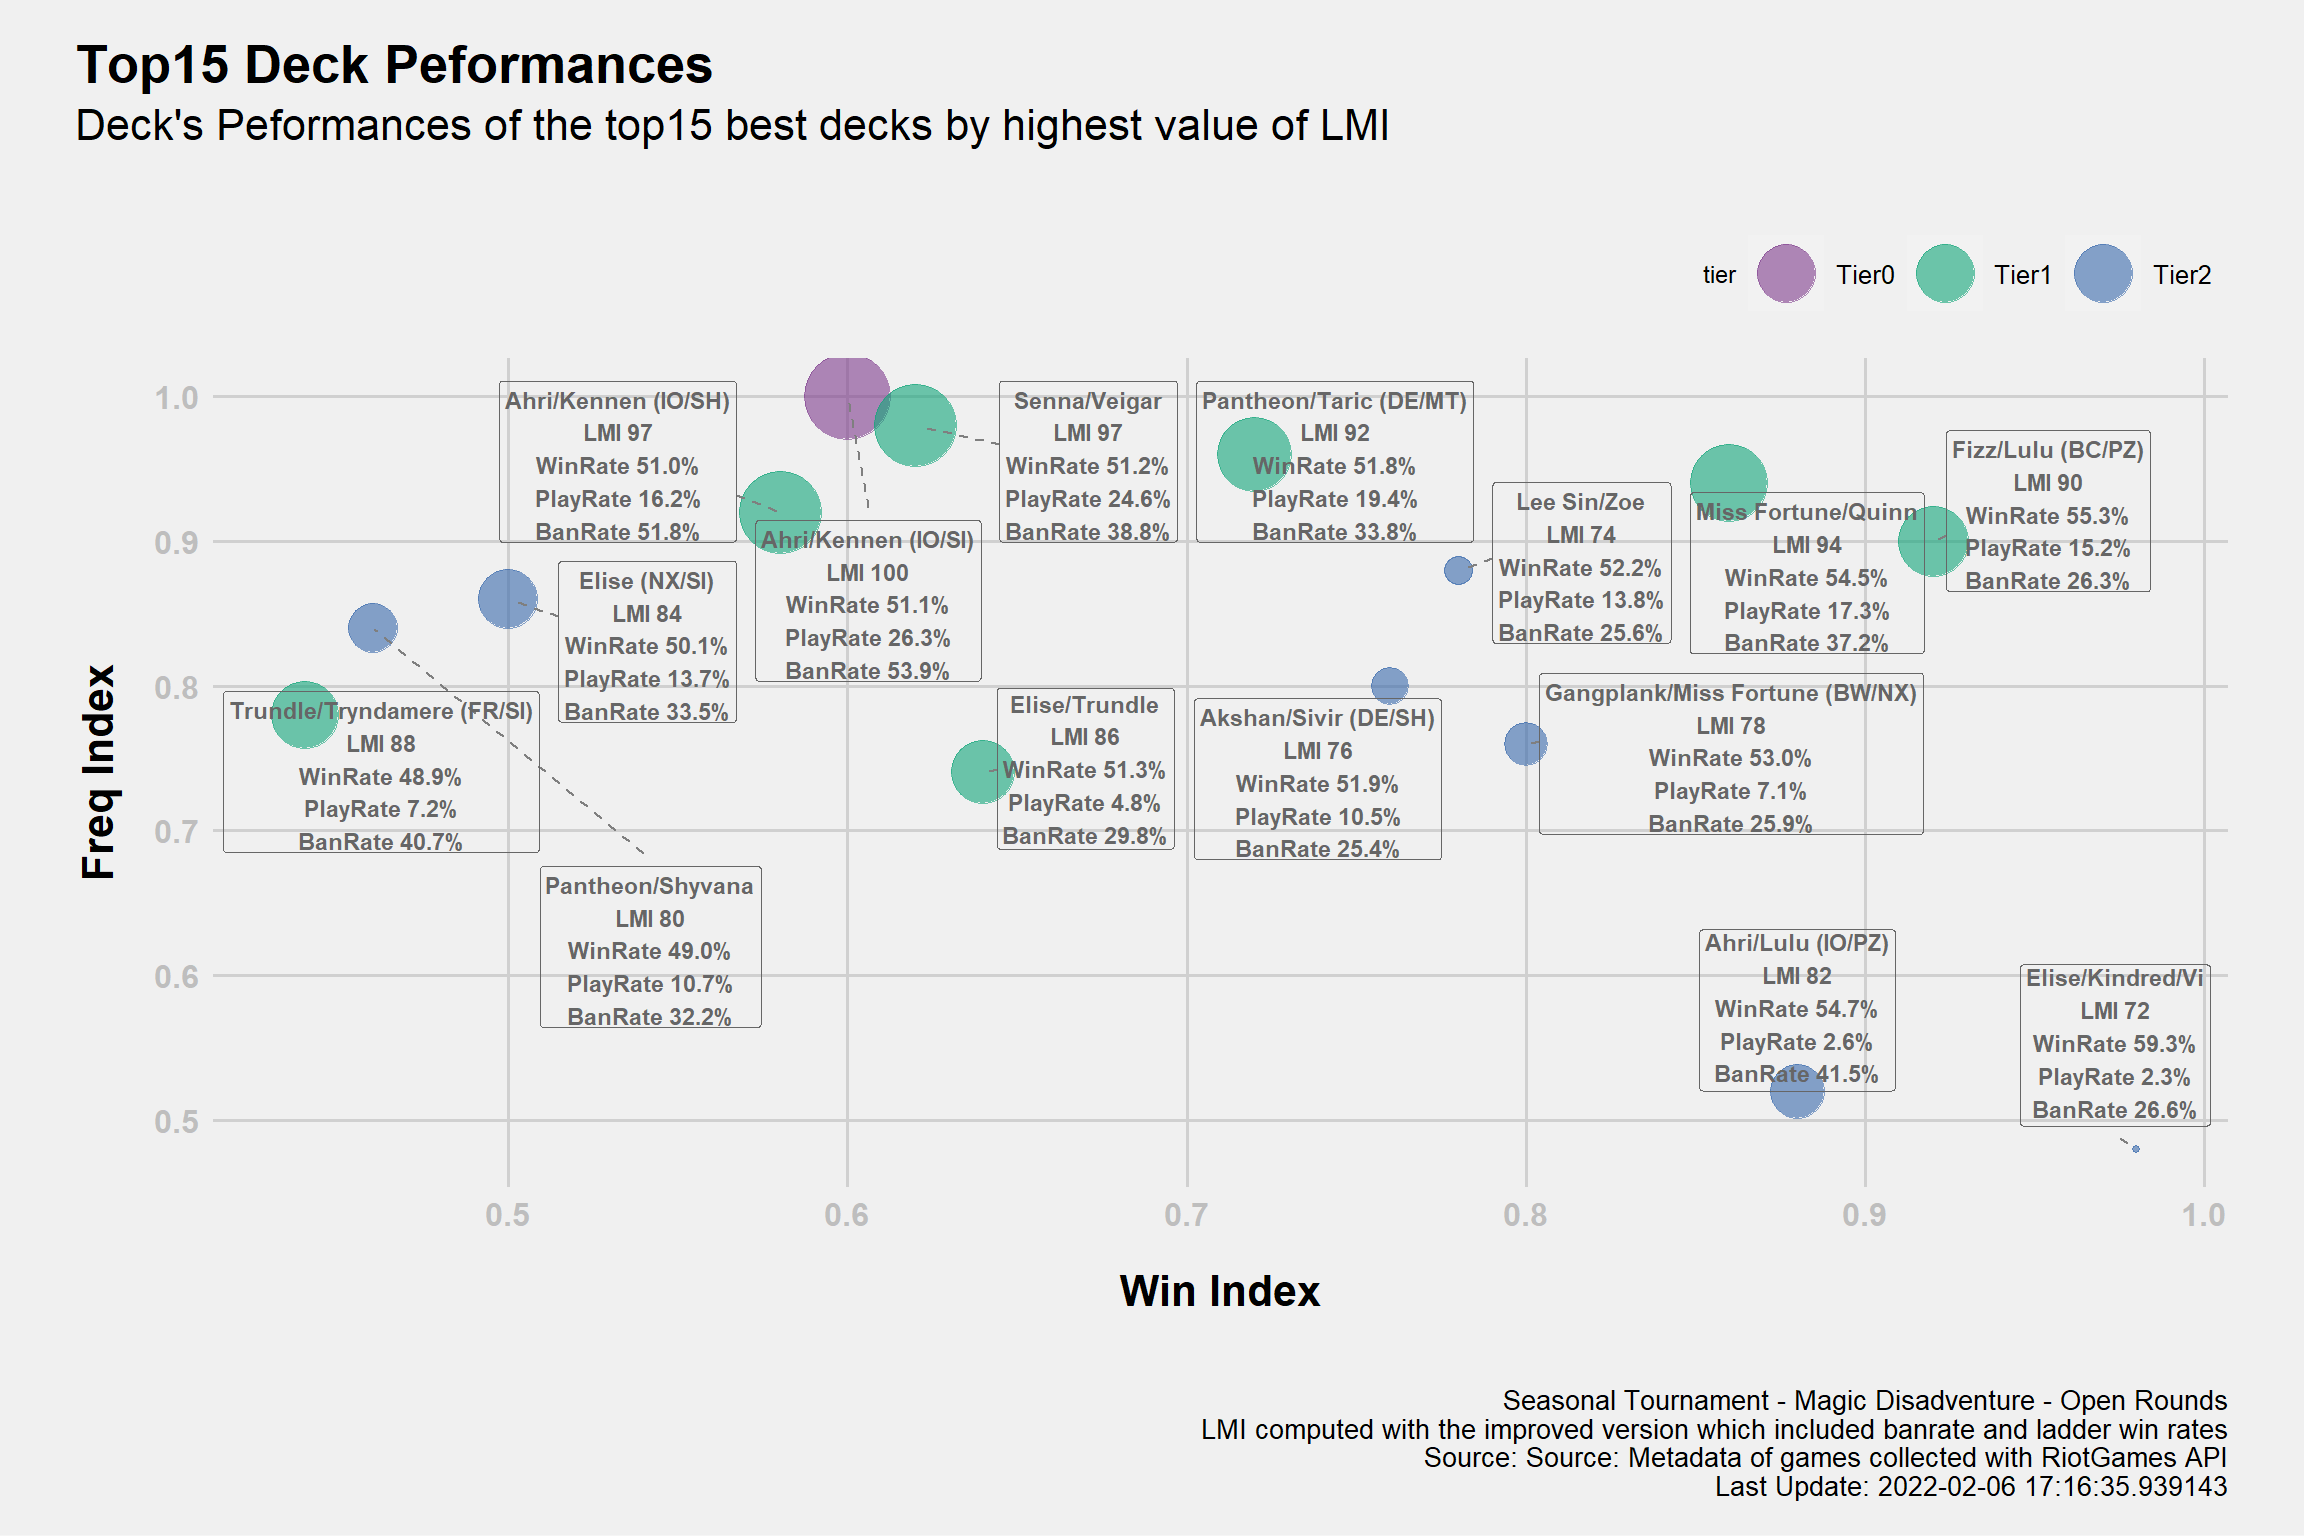 Top15 Deck Peformances
Deck's Peformances of the top15 best decks by highest value of LMI
tier
Tier0
Tier1
Tier2
Freq Index
1.0
0.9
0.8
0.7
0.6
0.5
Ahri/Kennen (IO/SH)
LMI 97
WinRate 51.0%
PlayRate 16.2%
BanRate 51.8%
Senna/Veigar
LMI 97
WinRate 51.2%
PlayRate 24.6%
BanRate 38.8%
Pantheon/Taric (DE/MT)
LMI 92
WinRate 51.8%
PlayRate 19.4%
BanRate 33.8%
Fizz/Lulu (BC/PZ)
LMI 90
WinRate 55.3%
PlayRate 15.2%
BanRate 26.3%
Lee Sin/Zoe
LMI 74
WinRate 52.2%
PlayRate 13.8%
BanRate 25.6%
Miss Fortune/Quinn
LMI 94
WinRate 54.5%
PlayRate 17.3%
BanRate 37.2%
Ahri/Kennen (IO/SI)
LMI 100
WinRate 51.1%
PlayRate 26.3%
BanRate 53.9%
Elise (NX/SI)
LMI 84
WinRate 50.1%
PlayRate 13.7%
BanRate 33.5%
Trundle/Tryndamere (FR/SI)
LMI 88
WinRate 48.9%
PlayRate 7.2%
BanRate 40.7%
Elise/Trundle
LMI 86
WinRate 51.3%
PlayRate 4.8%
BanRate 29.8%
Akshan/Sivir (DE/SH)
LMI 76
WinRate 51.9%
PlayRate 10.5%
BanRate 25.4%
Gangplank/Miss Fortune (BW/NX)
LMI 78
WinRate 53.0%
PlayRate 7.1%
BanRate 25.9%
Pantheon/Shyvana
LMI 80
WinRate 49.0%
PlayRate 10.7%
BanRate 32.2%
Ahri/Lulu (IO/PZ)
LMI 82
WinRate 54.7%
PlayRate 2.6%
BanRate 41.5%
Elise/Kindred/Vi
LMI 72
WinRate 59.3%
PlayRate 2.3%
BanRate 26.6%
0.5
0.6
0.7
0.8
0.9
1.0
Win Index
Seasonal Tournament - Magic Disadventure - Open Rounds
LMI computed with the improved version which included banrate and ladder win rates
Source: Source: Metadata of games collected with RiotGames API
Last Update: 2022-02-06 17:16:35.939143